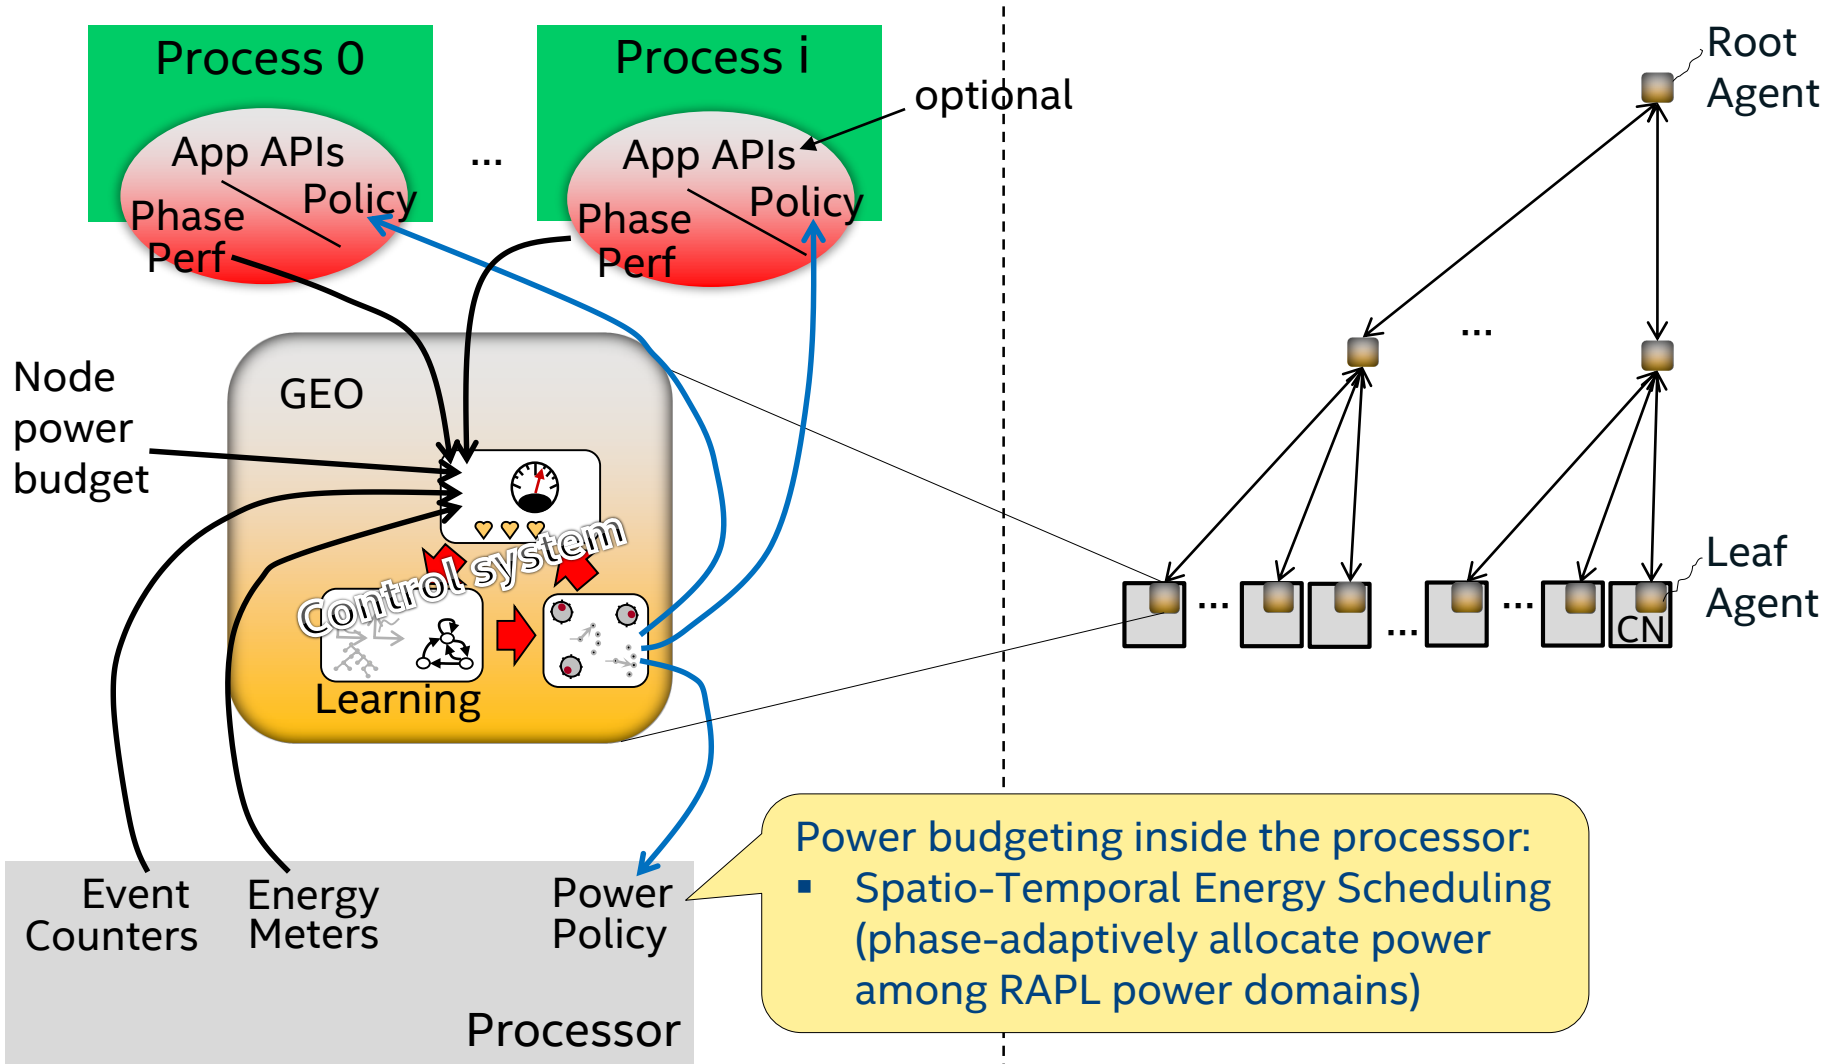 Process 0
Process i
optional
App APIs
Policy
Phase
Perf
...
App APIs
Policy
Phase
Perf
Node
power
budget
GEO
Control system
Learning
Event
Counters
Energy
Meters
Power
Policy
Processor
Power budgeting inside the processor:
▪ Spatio-Temporal Energy Scheduling
(phase-adaptively allocate power
among RAPL power domains)
Root
Agent
...
Leaf
Agent
...
...
...
CN